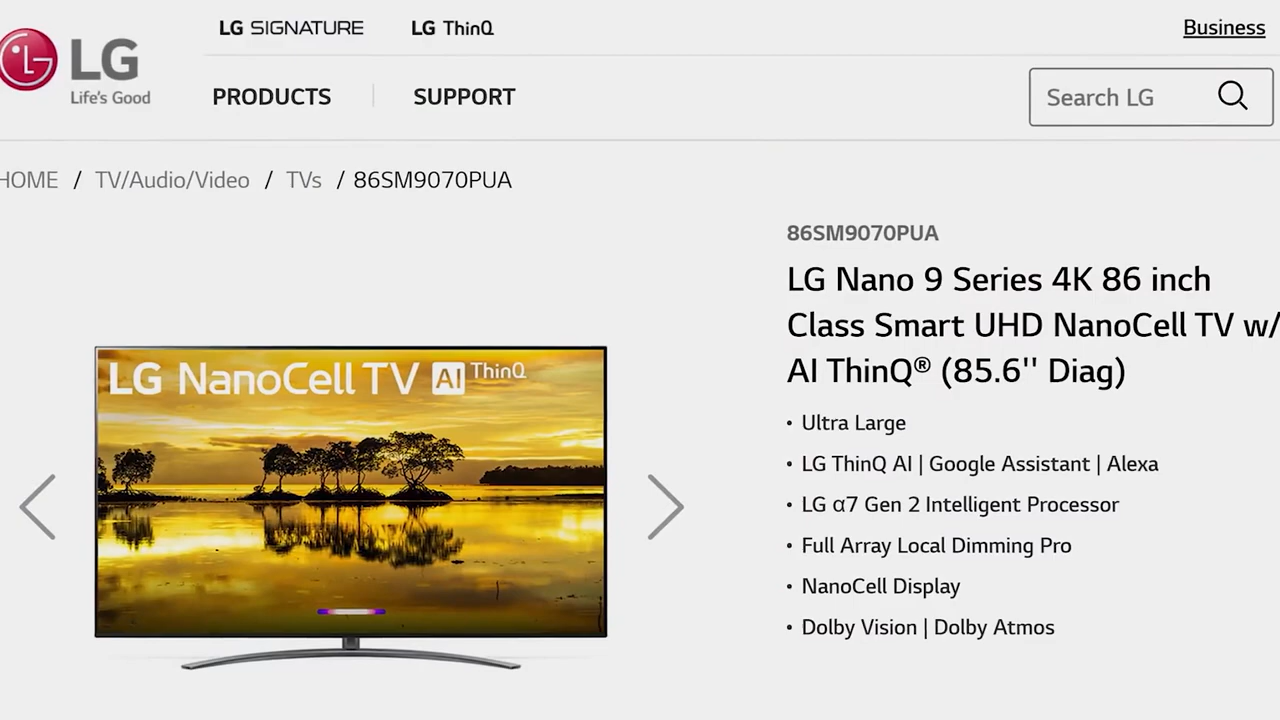 LG SIGNATURE
LG ThinQ
Business
LG
Life's Good
PRODUCTS
SUPPORT
Search LG
HOME / TV/Audio/Video / TVs / 86SM9070PUA
86SM9070PUA
LG Nano 9 Series 4K 86 inch
Class Smart UHD NanoCell TV w/
AI ThinQ® (85.6'' Diag)
• Ultra Large
• LG ThinQ AI | Google Assistant | Alexa
• LG α7 Gen 2 Intelligent Processor
• Full Array Local Dimming Pro
• NanoCell Display
• Dolby Vision | Dolby Atmos
LG NanoCell TV AI ThinQ